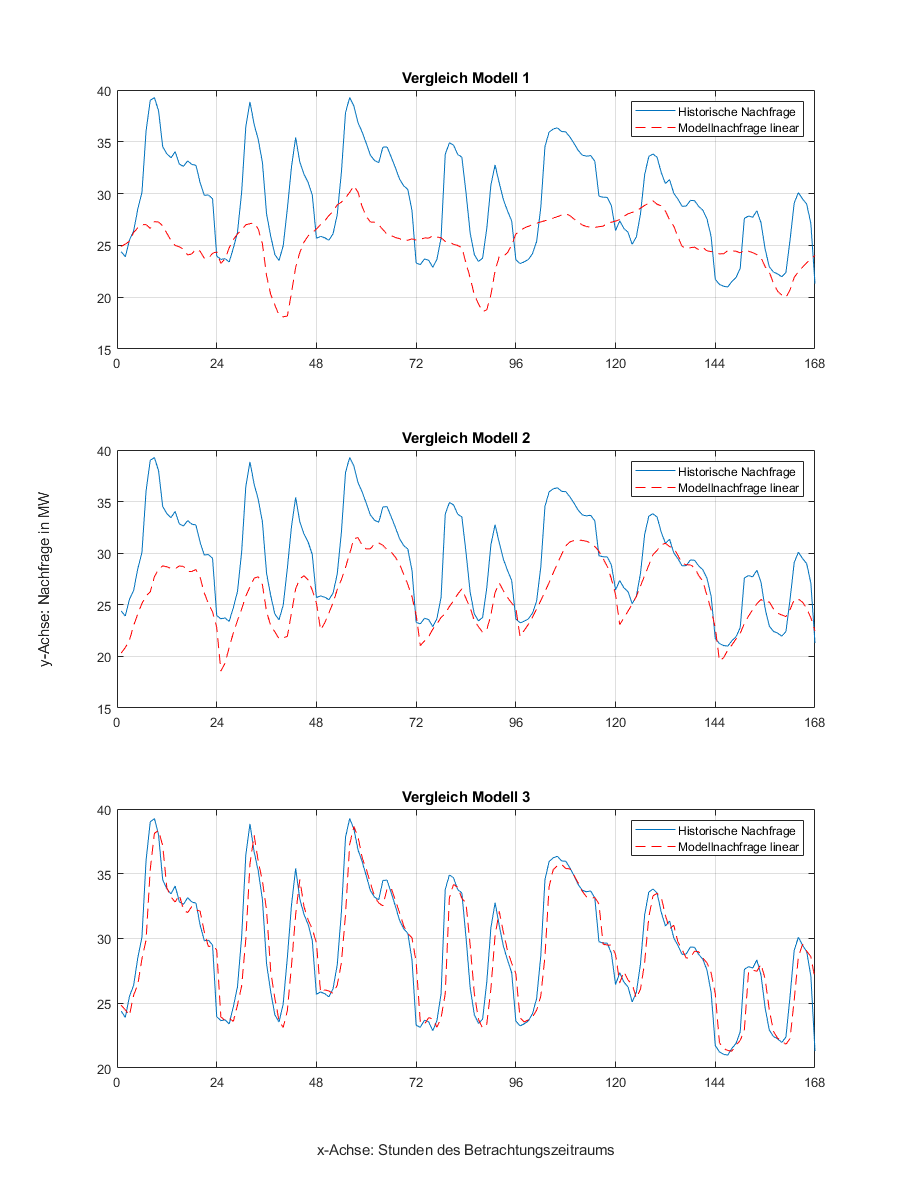 Vergleich Modell 1
40
35
30
25
20
15
Historische Nachfrage
Modellnachfrage linear
0 24 48 72 96 120 144 168
Vergleich Modell 2
y-Achse: Nachfrage in MW
40
35
30
25
20
15
Historische Nachfrage
Modellnachfrage linear
0 24 48 72 96 120 144 168
Vergleich Modell 3
40
35
30
25
20
Historische Nachfrage
Modellnachfrage linear
0 24 48 72 96 120 144 168
x-Achse: Stunden des Betrachtungszeitraums